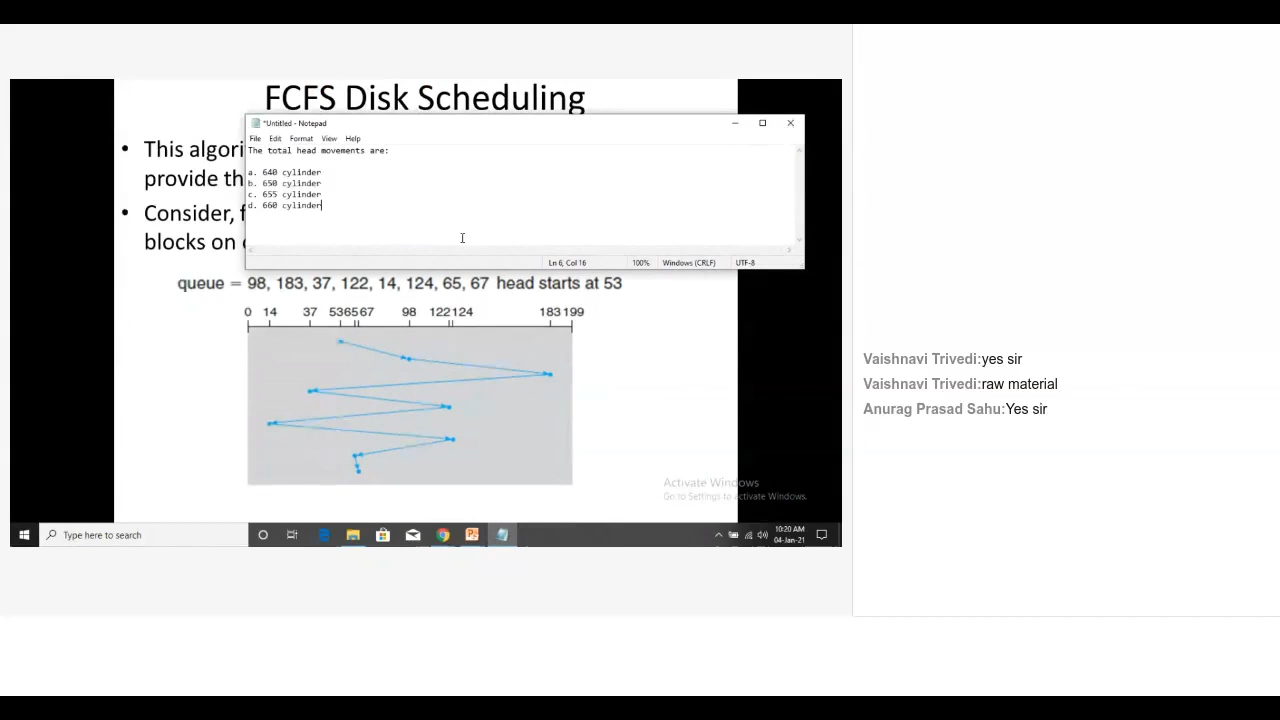 FCFS Disk Scheduling
*Untitled - Notepad
File Edit Format View Help
The total head movements are:
a. 640 cylinder
b. 650 cylinder
c. 655 cylinder
d. 660 cylinder
• This algori
provide th
• Consider, f
blocks on
Ln 6, Col 16 100% Windows (CRLF) UTF-8
queue = 98, 183, 37, 122, 14, 124, 65, 67 head starts at 53
0 14 37 53 65 67 98 122 124 183 199
Activate Windows
Go to Settings to activate Windows.
Type here to search
10:20 AM
04-Jan-21
Vaishnavi Trivedi:yes sir
Vaishnavi Trivedi:raw material
Anurag Prasad Sahu:Yes sir